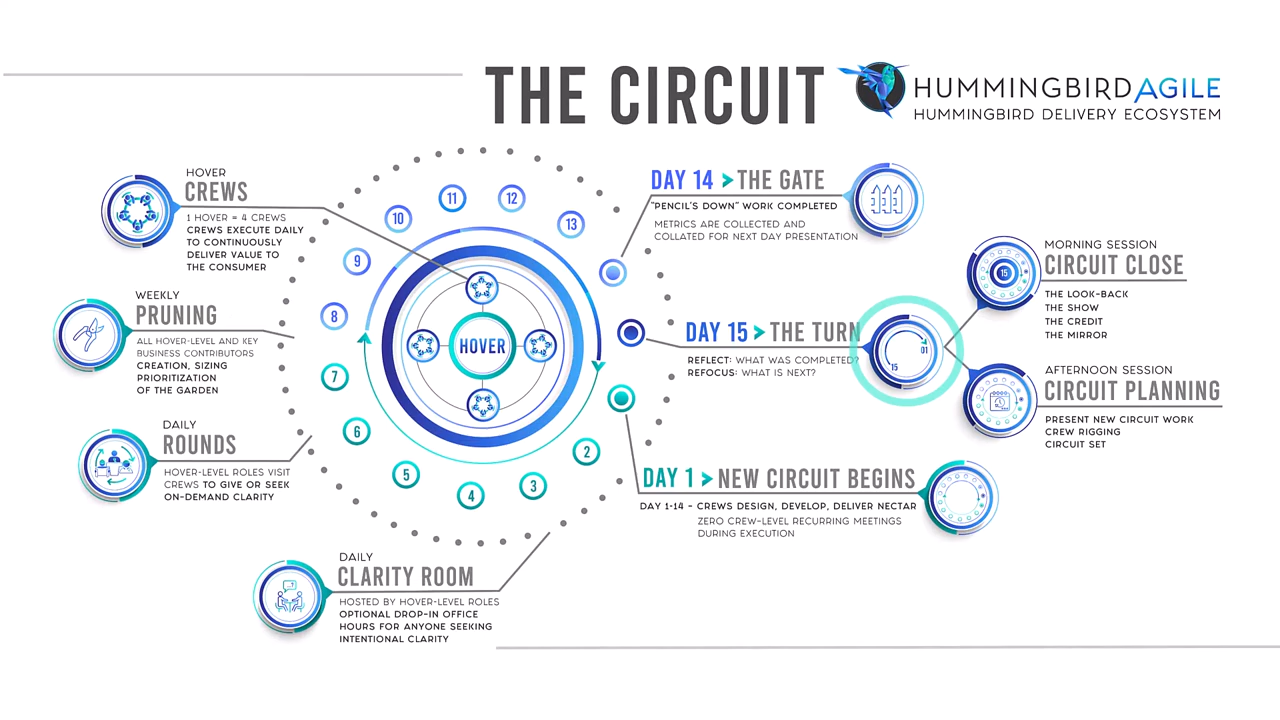 THE CIRCUIT
HUMMINGBIRDAGILE
HUMMINGBIRD DELIVERY ECOSYSTEM
HOVER
CREWS
1 HOVER = 4 CREWS
CREWS EXECUTE DAILY
TO CONTINUOUSLY
DELIVER VALUE TO
THE CONSUMER
WEEKLY
PRUNING
ALL HOVER-LEVEL AND KEY
BUSINESS CONTRIBUTORS
CREATION, SIZING
PRIORITIZATION
OF THE GARDEN
DAILY
ROUNDS
HOVER-LEVEL ROLES VISIT
CREWS TO GIVE OR SEEK
ON-DEMAND CLARITY
DAILY
CLARITY ROOM
HOSTED BY HOVER-LEVEL ROLES
OPTIONAL DROP-IN OFFICE
HOURS FOR ANYONE SEEKING
INTENTIONAL CLARITY
HOVER
2
3
4
5
6
7
8
9
10
11
12
13
DAY 14 > THE GATE
"PENCIL'S DOWN" WORK COMPLETED
METRICS ARE COLLECTED AND
COLLATED FOR NEXT DAY PRESENTATION
DAY 15 > THE TURN
REFLECT: WHAT WAS COMPLETED?
REFOCUS: WHAT IS NEXT?
01
15
DAY 1 > NEW CIRCUIT BEGINS
DAY 1-14 - CREWS DESIGN, DEVELOP, DELIVER NECTAR
ZERO CREW-LEVEL RECURRING MEETINGS
DURING EXECUTION
15
MORNING SESSION
CIRCUIT CLOSE
THE LOOK-BACK
THE SHOW
THE CREDIT
THE MIRROR
AFTERNOON SESSION
CIRCUIT PLANNING
PRESENT NEW CIRCUIT WORK
CREW RIGGING
CIRCUIT SET